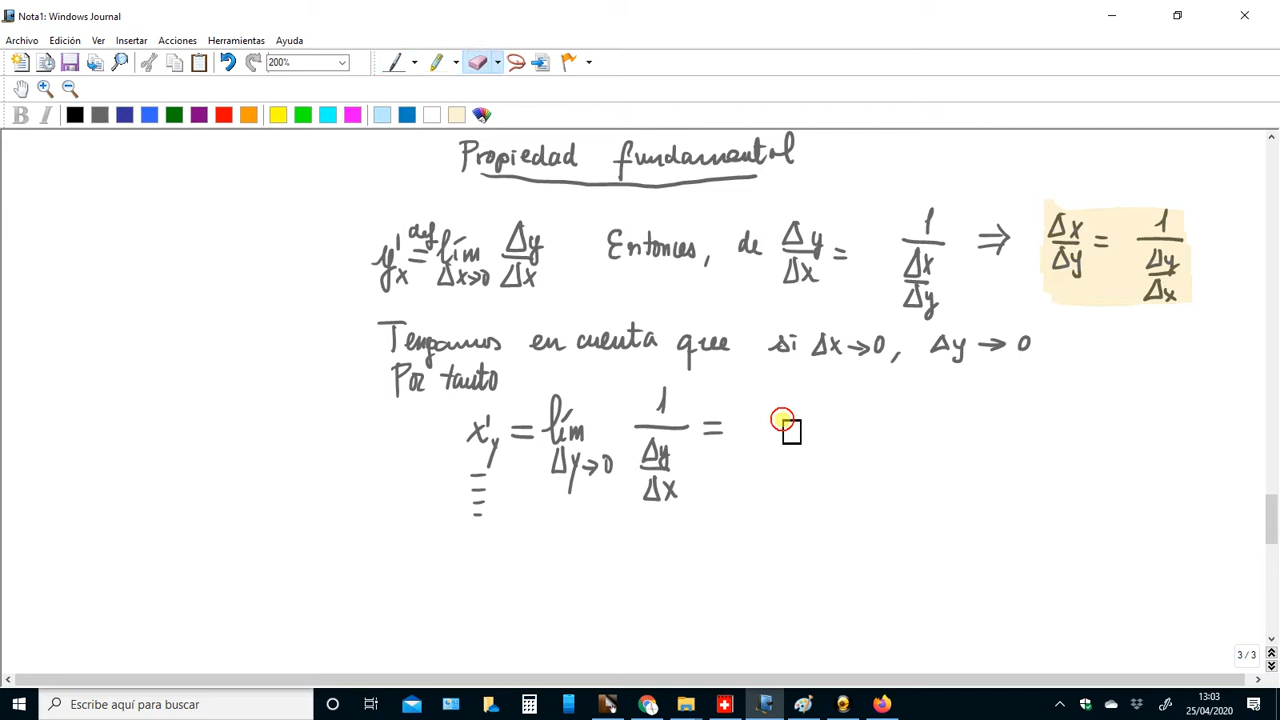 Nota1: Windows Journal
Archivo Edición Ver Insertar Acciones Herramientas Ayuda
200%
B I
Propiedad fundamental
y'x def= lím Δx→0 Δy/Δx Entonces, de Δy/Δx = 1/(Δx/Δy) ⇒ Δx/Δy = 1/(Δy/Δx)
Tengamos en cuenta que si Δx→0, Δy → 0
Por tanto
x'y = lím Δy→0 1/(Δy/Δx) =
3 / 3
Escribe aquí para buscar
13:03
25/04/2020